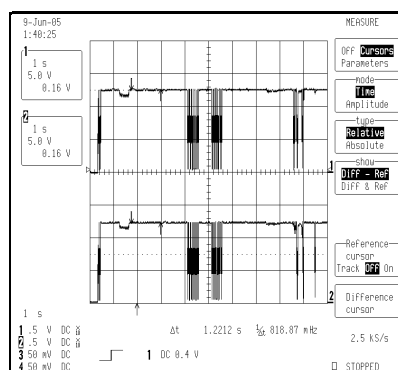 9-Jun-05
1:40:25
1
1 s
5.0 V
0.16 V
2
1 s
5.0 V
0.16 V
1 s
1 .5 V DC
2 .5 V DC
3 50 mV DC
4 50 mV DC
Δt 1.2212 s 1/Δt 818.87 mHz
1 DC 0.4 V
1
2
MEASURE
Off Cursors
Parameters
mode
Time
Amplitude
type
Relative
Absolute
show
Diff - Ref
Diff & Ref
Reference
cursor
Track Off On
Difference
cursor
2.5 kS/s
STOPPED